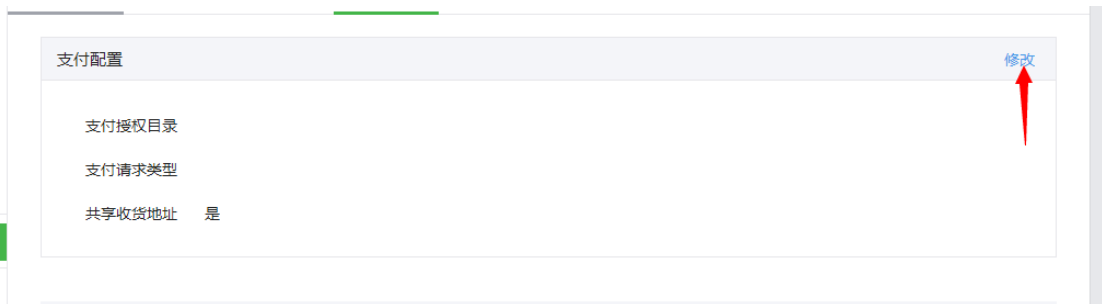 支付配置 修改
支付授权目录
支付请求类型
共享收货地址 是